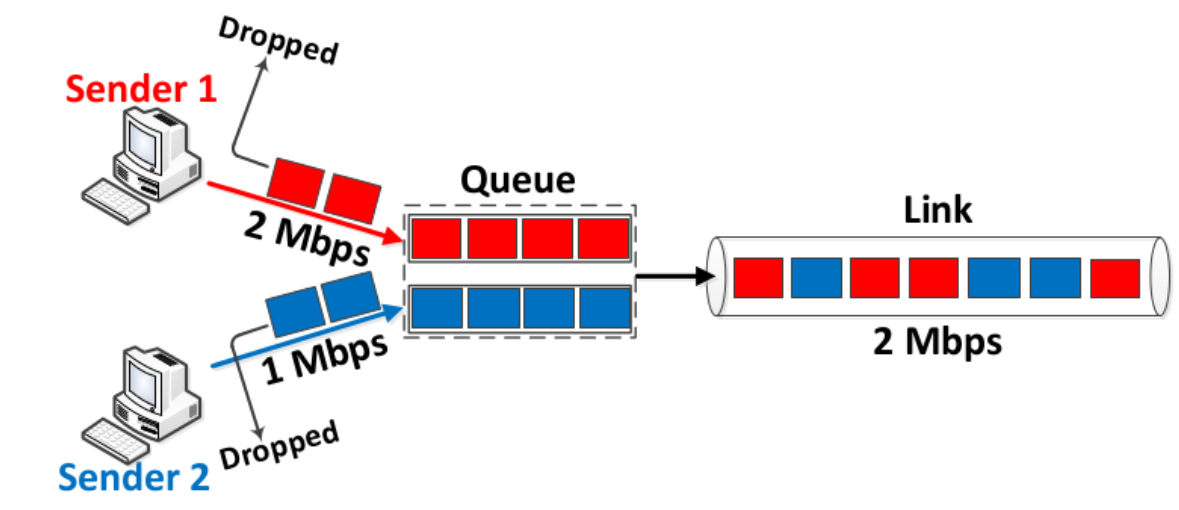 Dropped
Sender 1
2 Mbps
Queue
Link
2 Mbps
1 Mbps
Dropped
Sender 2